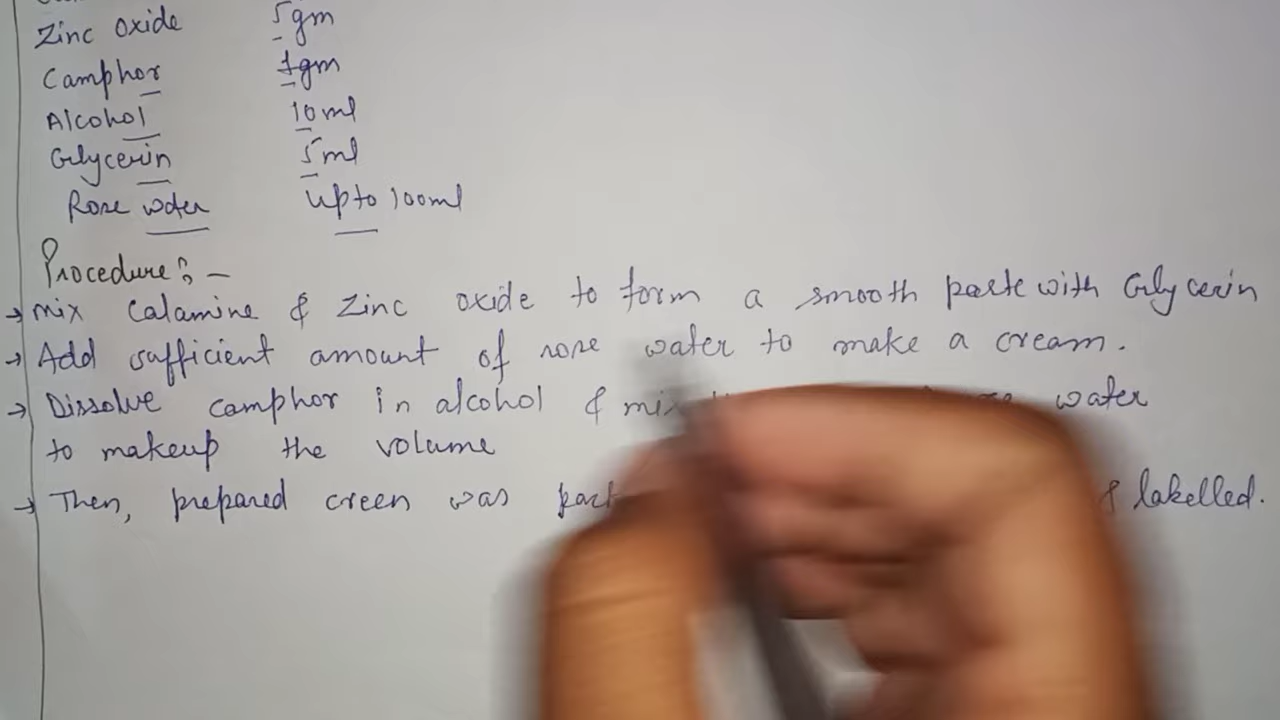 Zinc oxide 5gm
Camphor 1gm
Alcohol 10ml
Glycerin 5ml
Rose water upto 100ml
Procedure: -
→ mix Calamine & Zinc oxide to form a smooth paste with Glycerin
→ Add sufficient amount of rose water to make a cream.
→ Dissolve camphor in alcohol & mix water
to makeup the volume
→ Then, prepared creem was & lakelled.